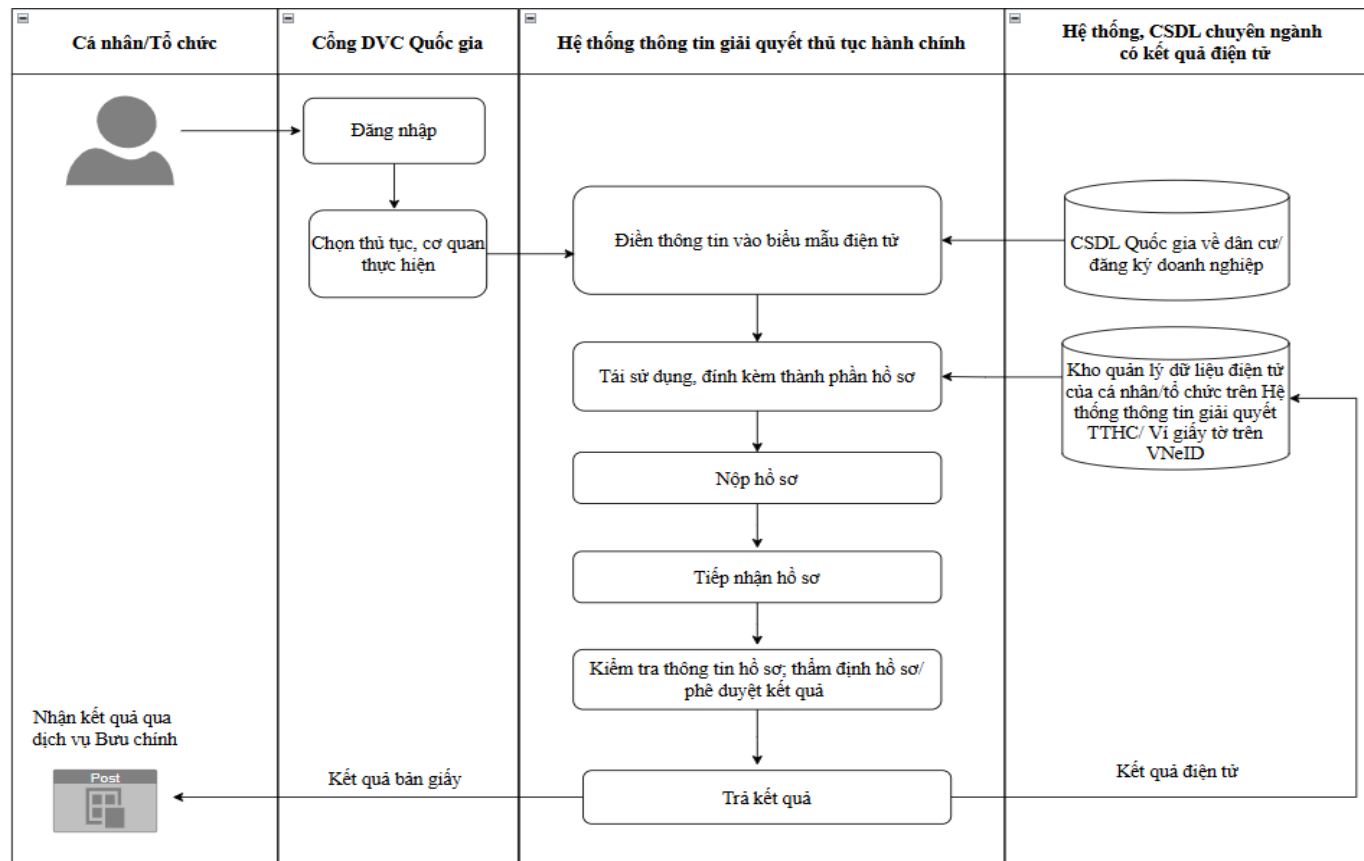 Cá nhân/Tổ chức
Cổng DVC Quốc gia
Hệ thống thông tin giải quyết thủ tục hành chính
Hệ thống, CSDL chuyên ngành
có kết quả điện tử
Đăng nhập
Chọn thủ tục, cơ quan
thực hiện
Điền thông tin vào biểu mẫu điện tử
CSDL Quốc gia về dân cư/
đăng ký doanh nghiệp
Tái sử dụng, đính kèm thành phần hồ sơ
Kho quản lý dữ liệu điện tử
của cá nhân/tổ chức trên Hệ
thống thông tin giải quyết
TTHC/ Ví giấy tờ trên
VNeID
Nộp hồ sơ
Tiếp nhận hồ sơ
Kiểm tra thông tin hồ sơ; thẩm định hồ sơ/
phê duyệt kết quả
Nhận kết quả qua
dịch vụ Bưu chính
Post
Kết quả bản giấy
Trả kết quả
Kết quả điện tử